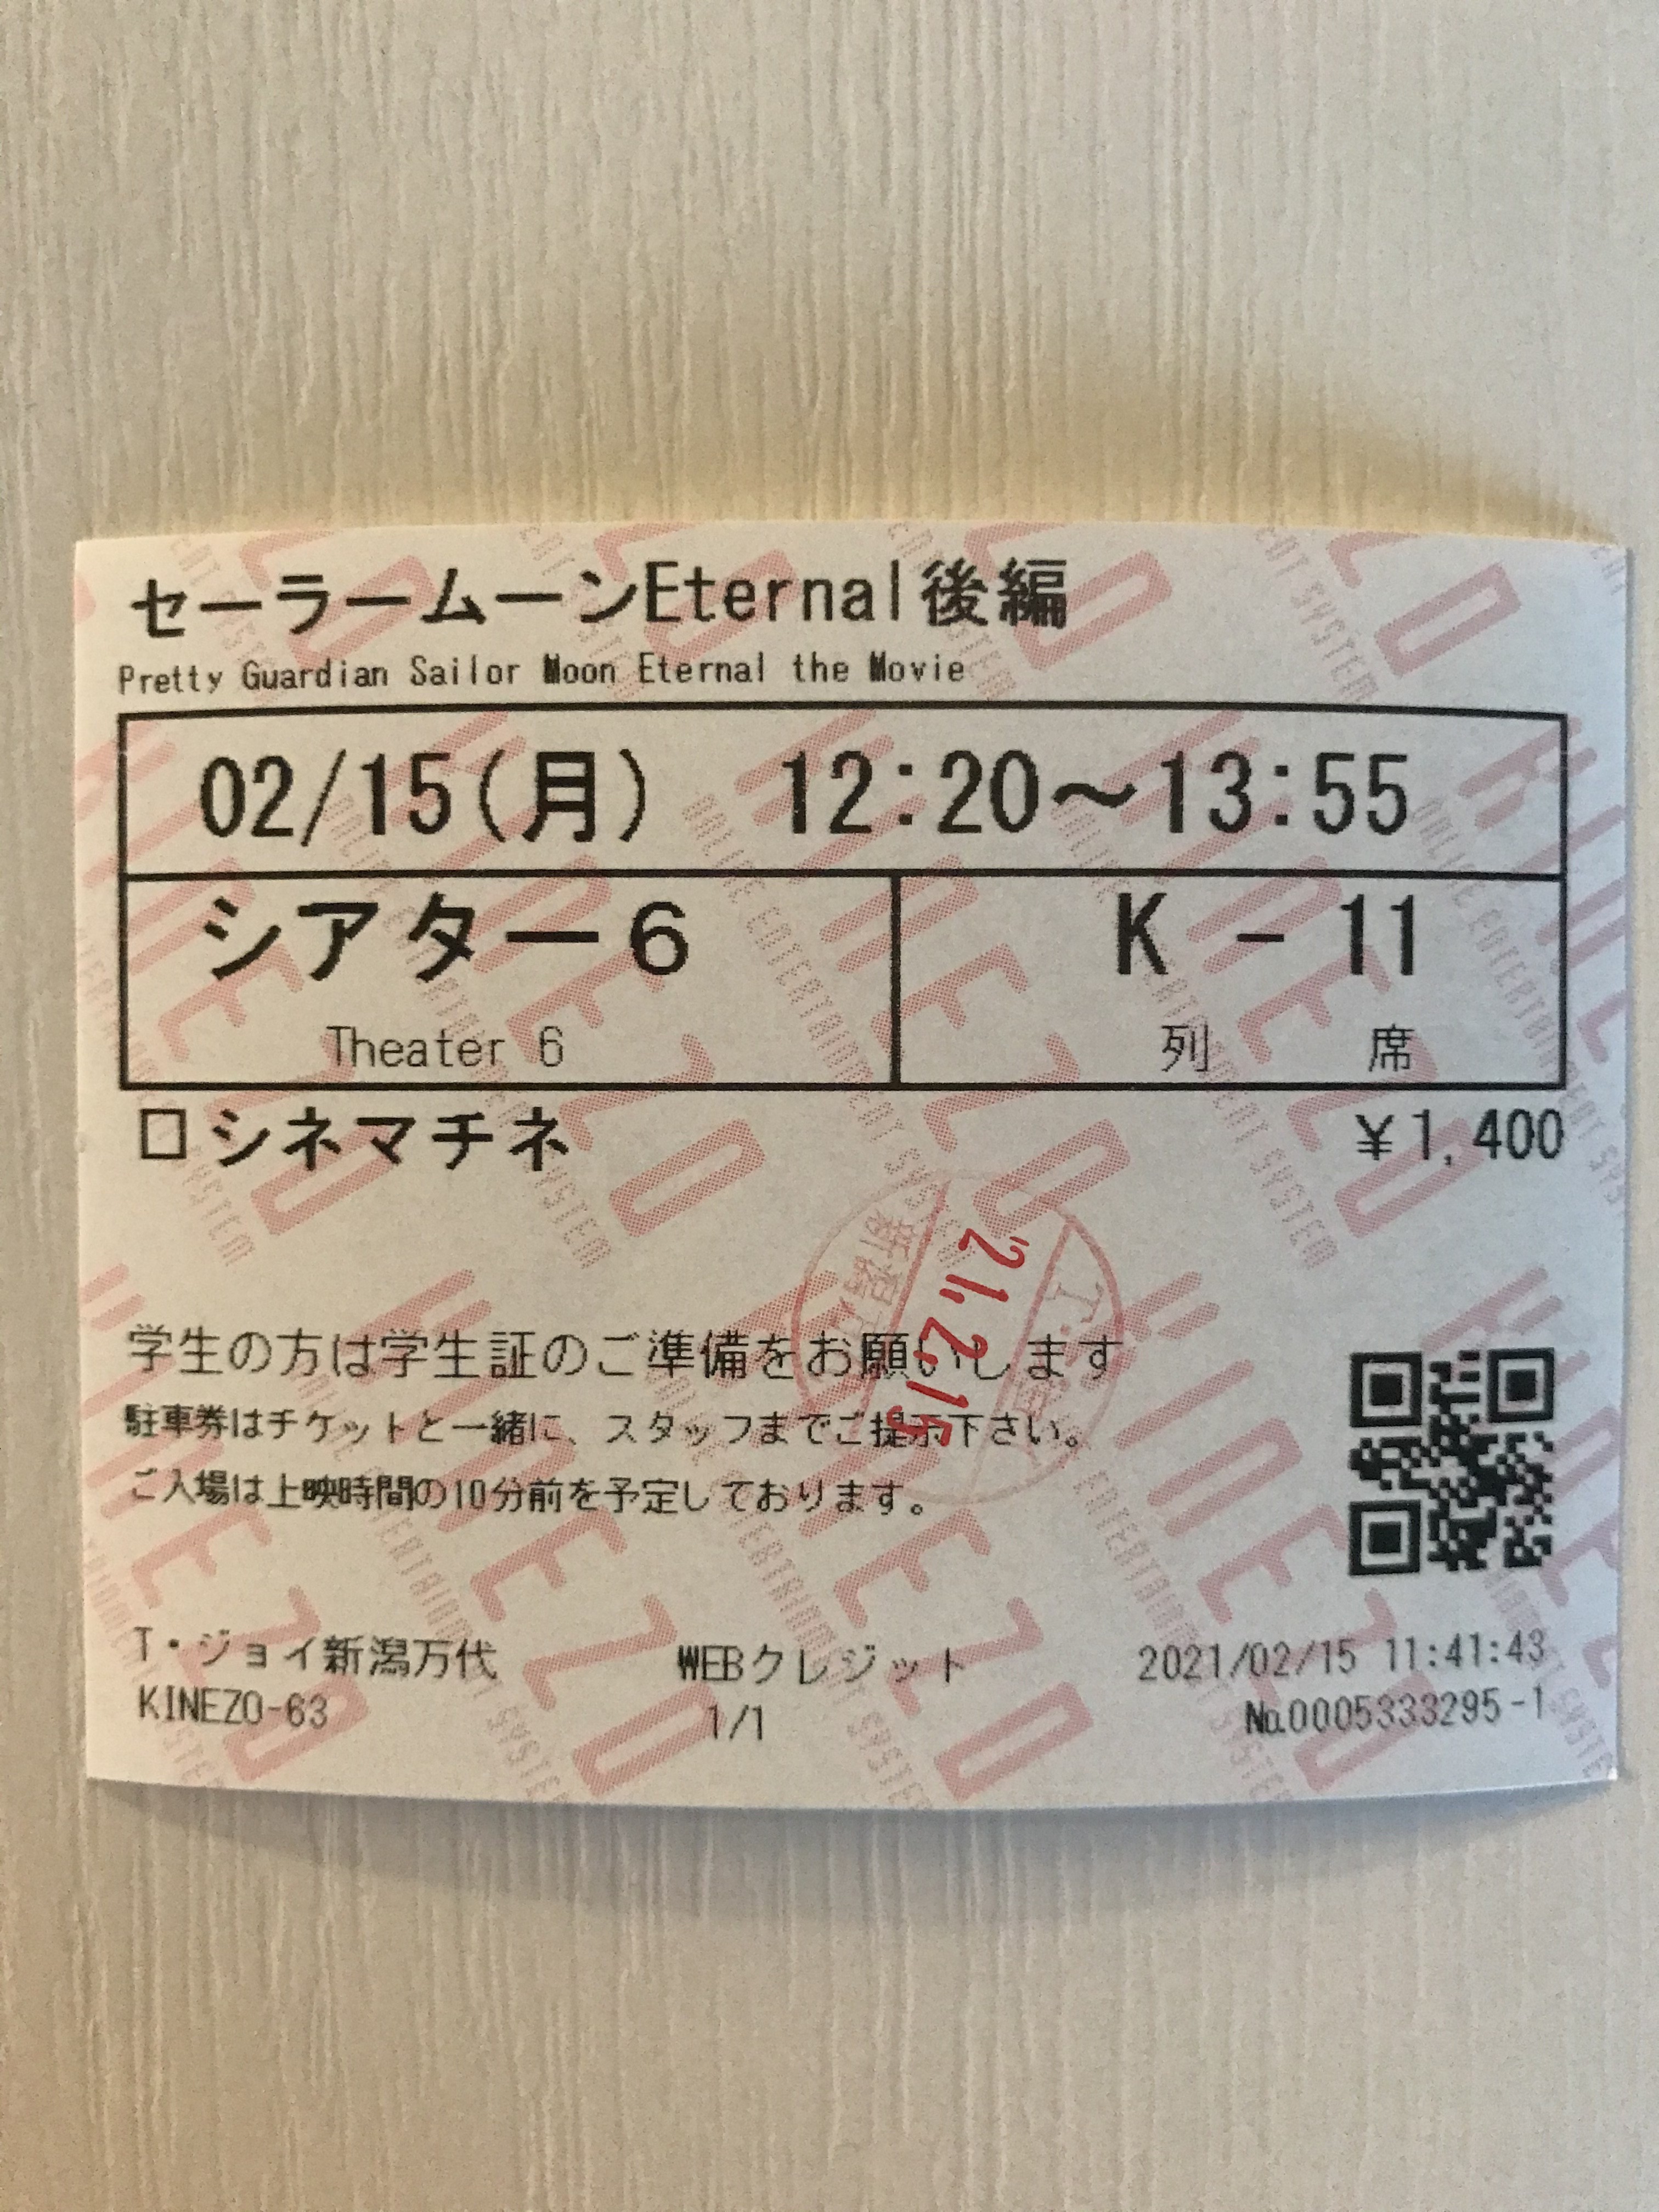 セーラームーンEternal後編
Pretty Guardian Sailor Moon Eternal the Movie
02/15(月) 12:20～13:55
シアター6 K - 11
Theater 6 列 席
口シネマチネ ¥1,400
学生の方は学生証のご準備をお願いします
駐車券はチケットと一緒に、スタッフまでご提示下さい。
ご入場は上映時間の10分前を予定しております。
'21.2.15
T・ジョイ新潟万代 WEBクレジット 2021/02/15 11:41:43
KINEZO-63 1/1 No.0005333295-1
KINEZO
ONLINE ENTERTAINMENT SYSTEM